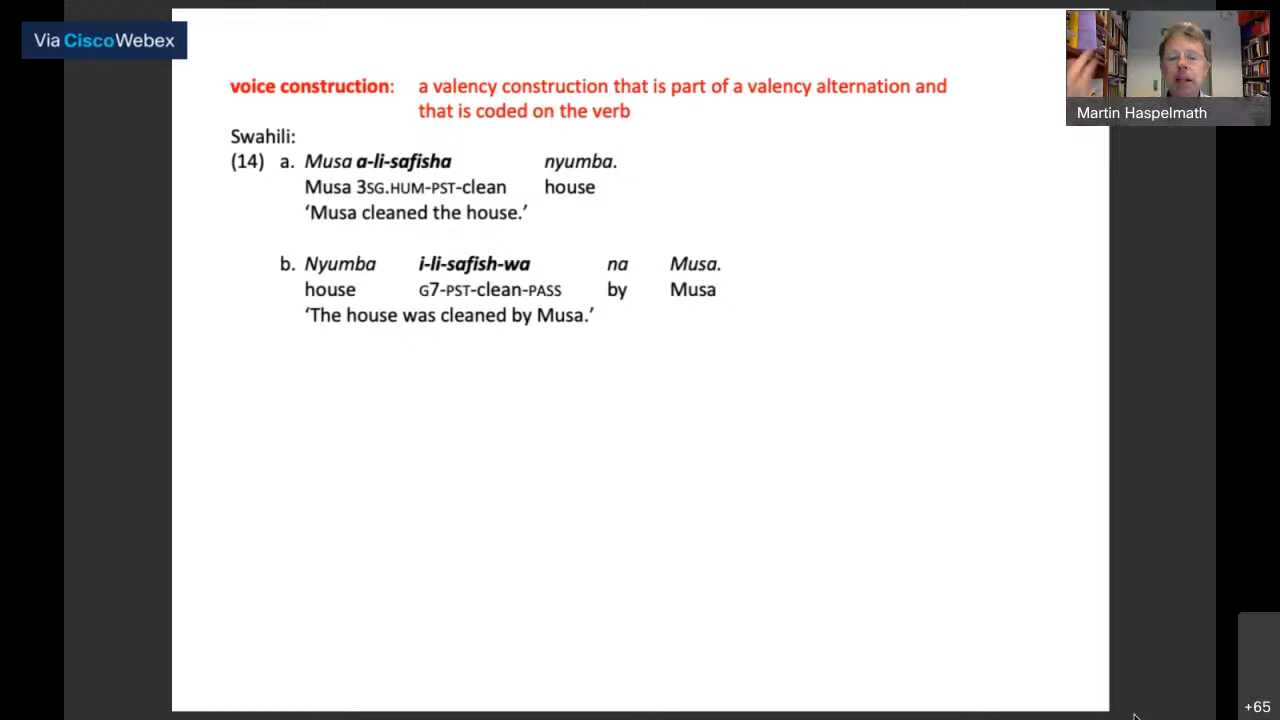 Via CiscoWebex
voice construction: a valency construction that is part of a valency alternation and
that is coded on the verb
Swahili:
(14) a. Musa a-li-safisha nyumba.
Musa 3SG.HUM-PST-clean house
‘Musa cleaned the house.’
b. Nyumba i-li-safish-wa na Musa.
house G7-PST-clean-PASS by Musa
‘The house was cleaned by Musa.’
Martin Haspelmath
+65